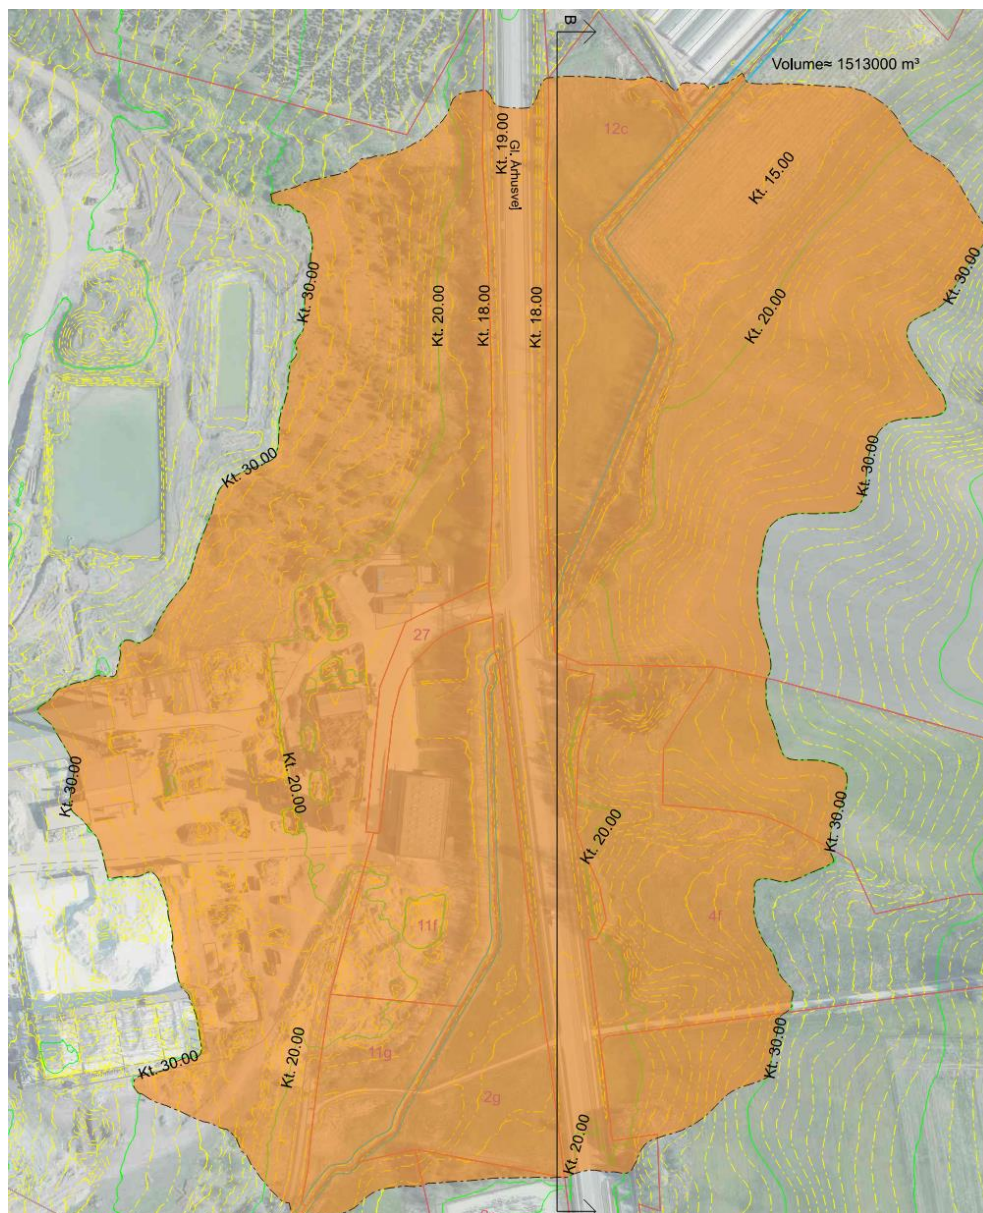 B
Volume≈ 1513000 m³
12c
Kt. 19.00
Gl. Århusvej
Kt. 15.00
Kt. 30.00
Kt. 30.00
Kt. 20.00
Kt. 18.00
Kt. 18.00
Kt. 20.00
Kt. 30.00
Kt. 30.00
27
Kt. 20.00
Kt. 30.00
Kt. 20.00
Kt. 30.00
4f
11f
11g
Kt. 20.00
Kt. 30.00
Kt. 30.00
2g
Kt. 20.00